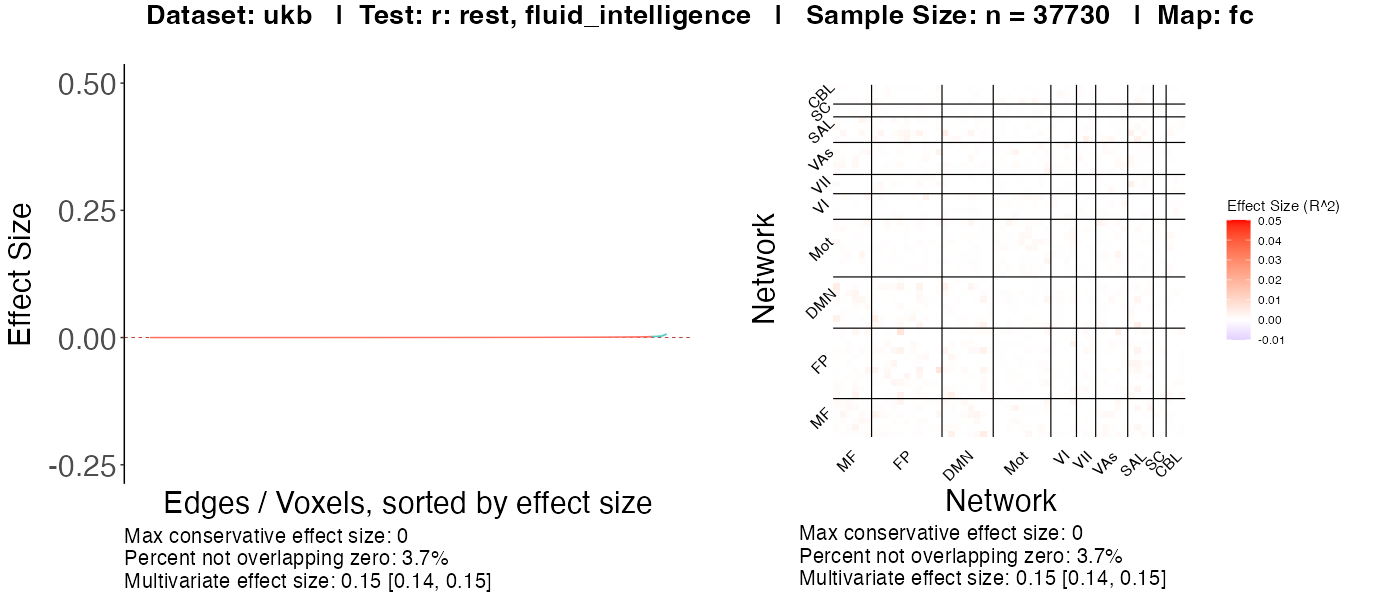 Dataset: ukb | Test: r: rest, fluid_intelligence | Sample Size: n = 37730 | Map: fc
Effect Size
0.50
0.25
0.00
-0.25
Edges / Voxels, sorted by effect size
Max conservative effect size: 0
Percent not overlapping zero: 3.7%
Multivariate effect size: 0.15 [0.14, 0.15]
Network
CBL
SC
SAL
VAs
VII
VI
Mot
DMN
FP
MF
MF
FP
DMN
Mot
VI
VII
VAs
SAL
SC
CBL
Network
Max conservative effect size: 0
Percent not overlapping zero: 3.7%
Multivariate effect size: 0.15 [0.14, 0.15]
Effect Size (R^2)
0.05
0.04
0.03
0.02
0.01
0.00
-0.01